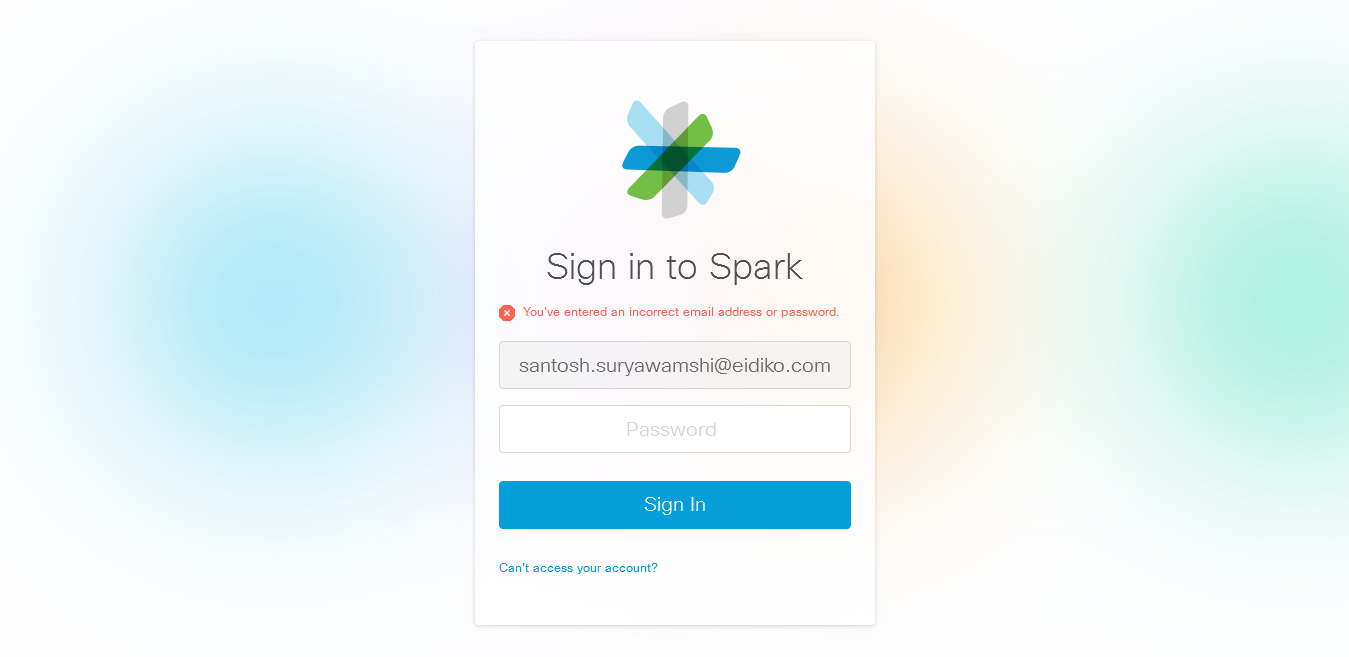 Sign in to Spark
You've entered an incorrect email address or password.
santosh.suryawamshi@eidiko.com
Password
Sign In
Can't access your account?